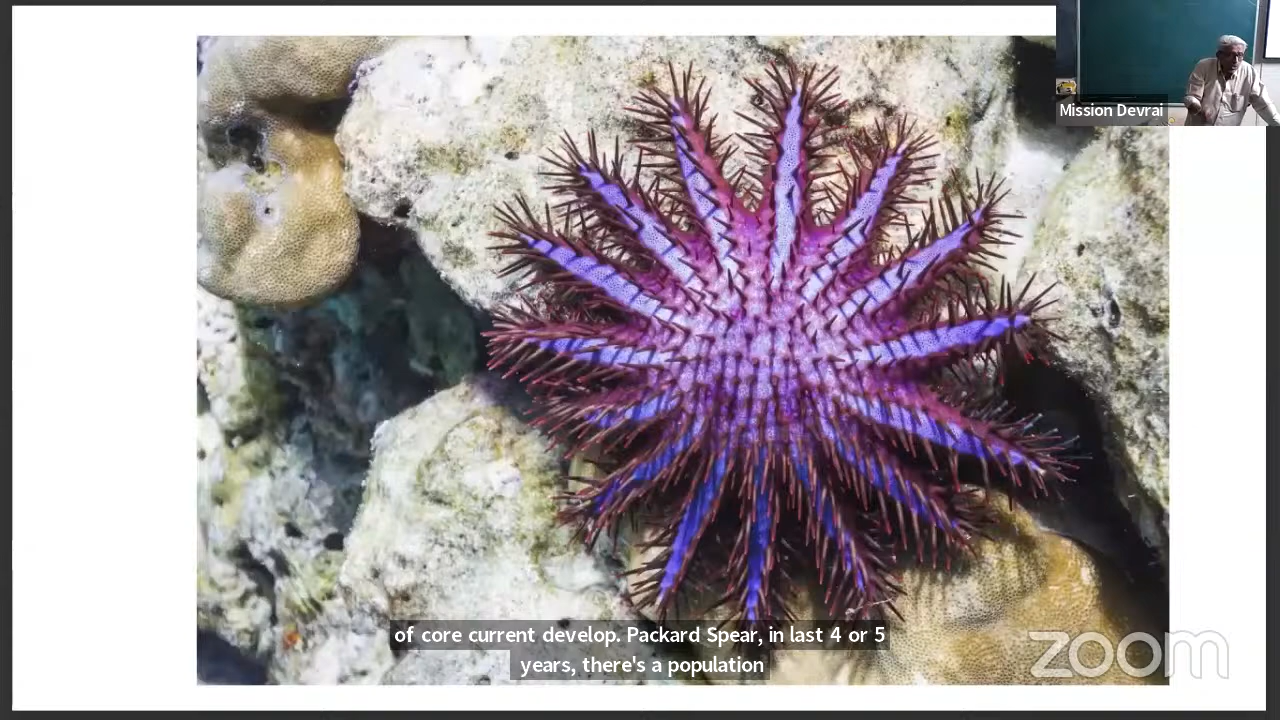 Mission Devrai
of core current develop. Packard Spear, in last 4 or 5
years, there's a population
zoom